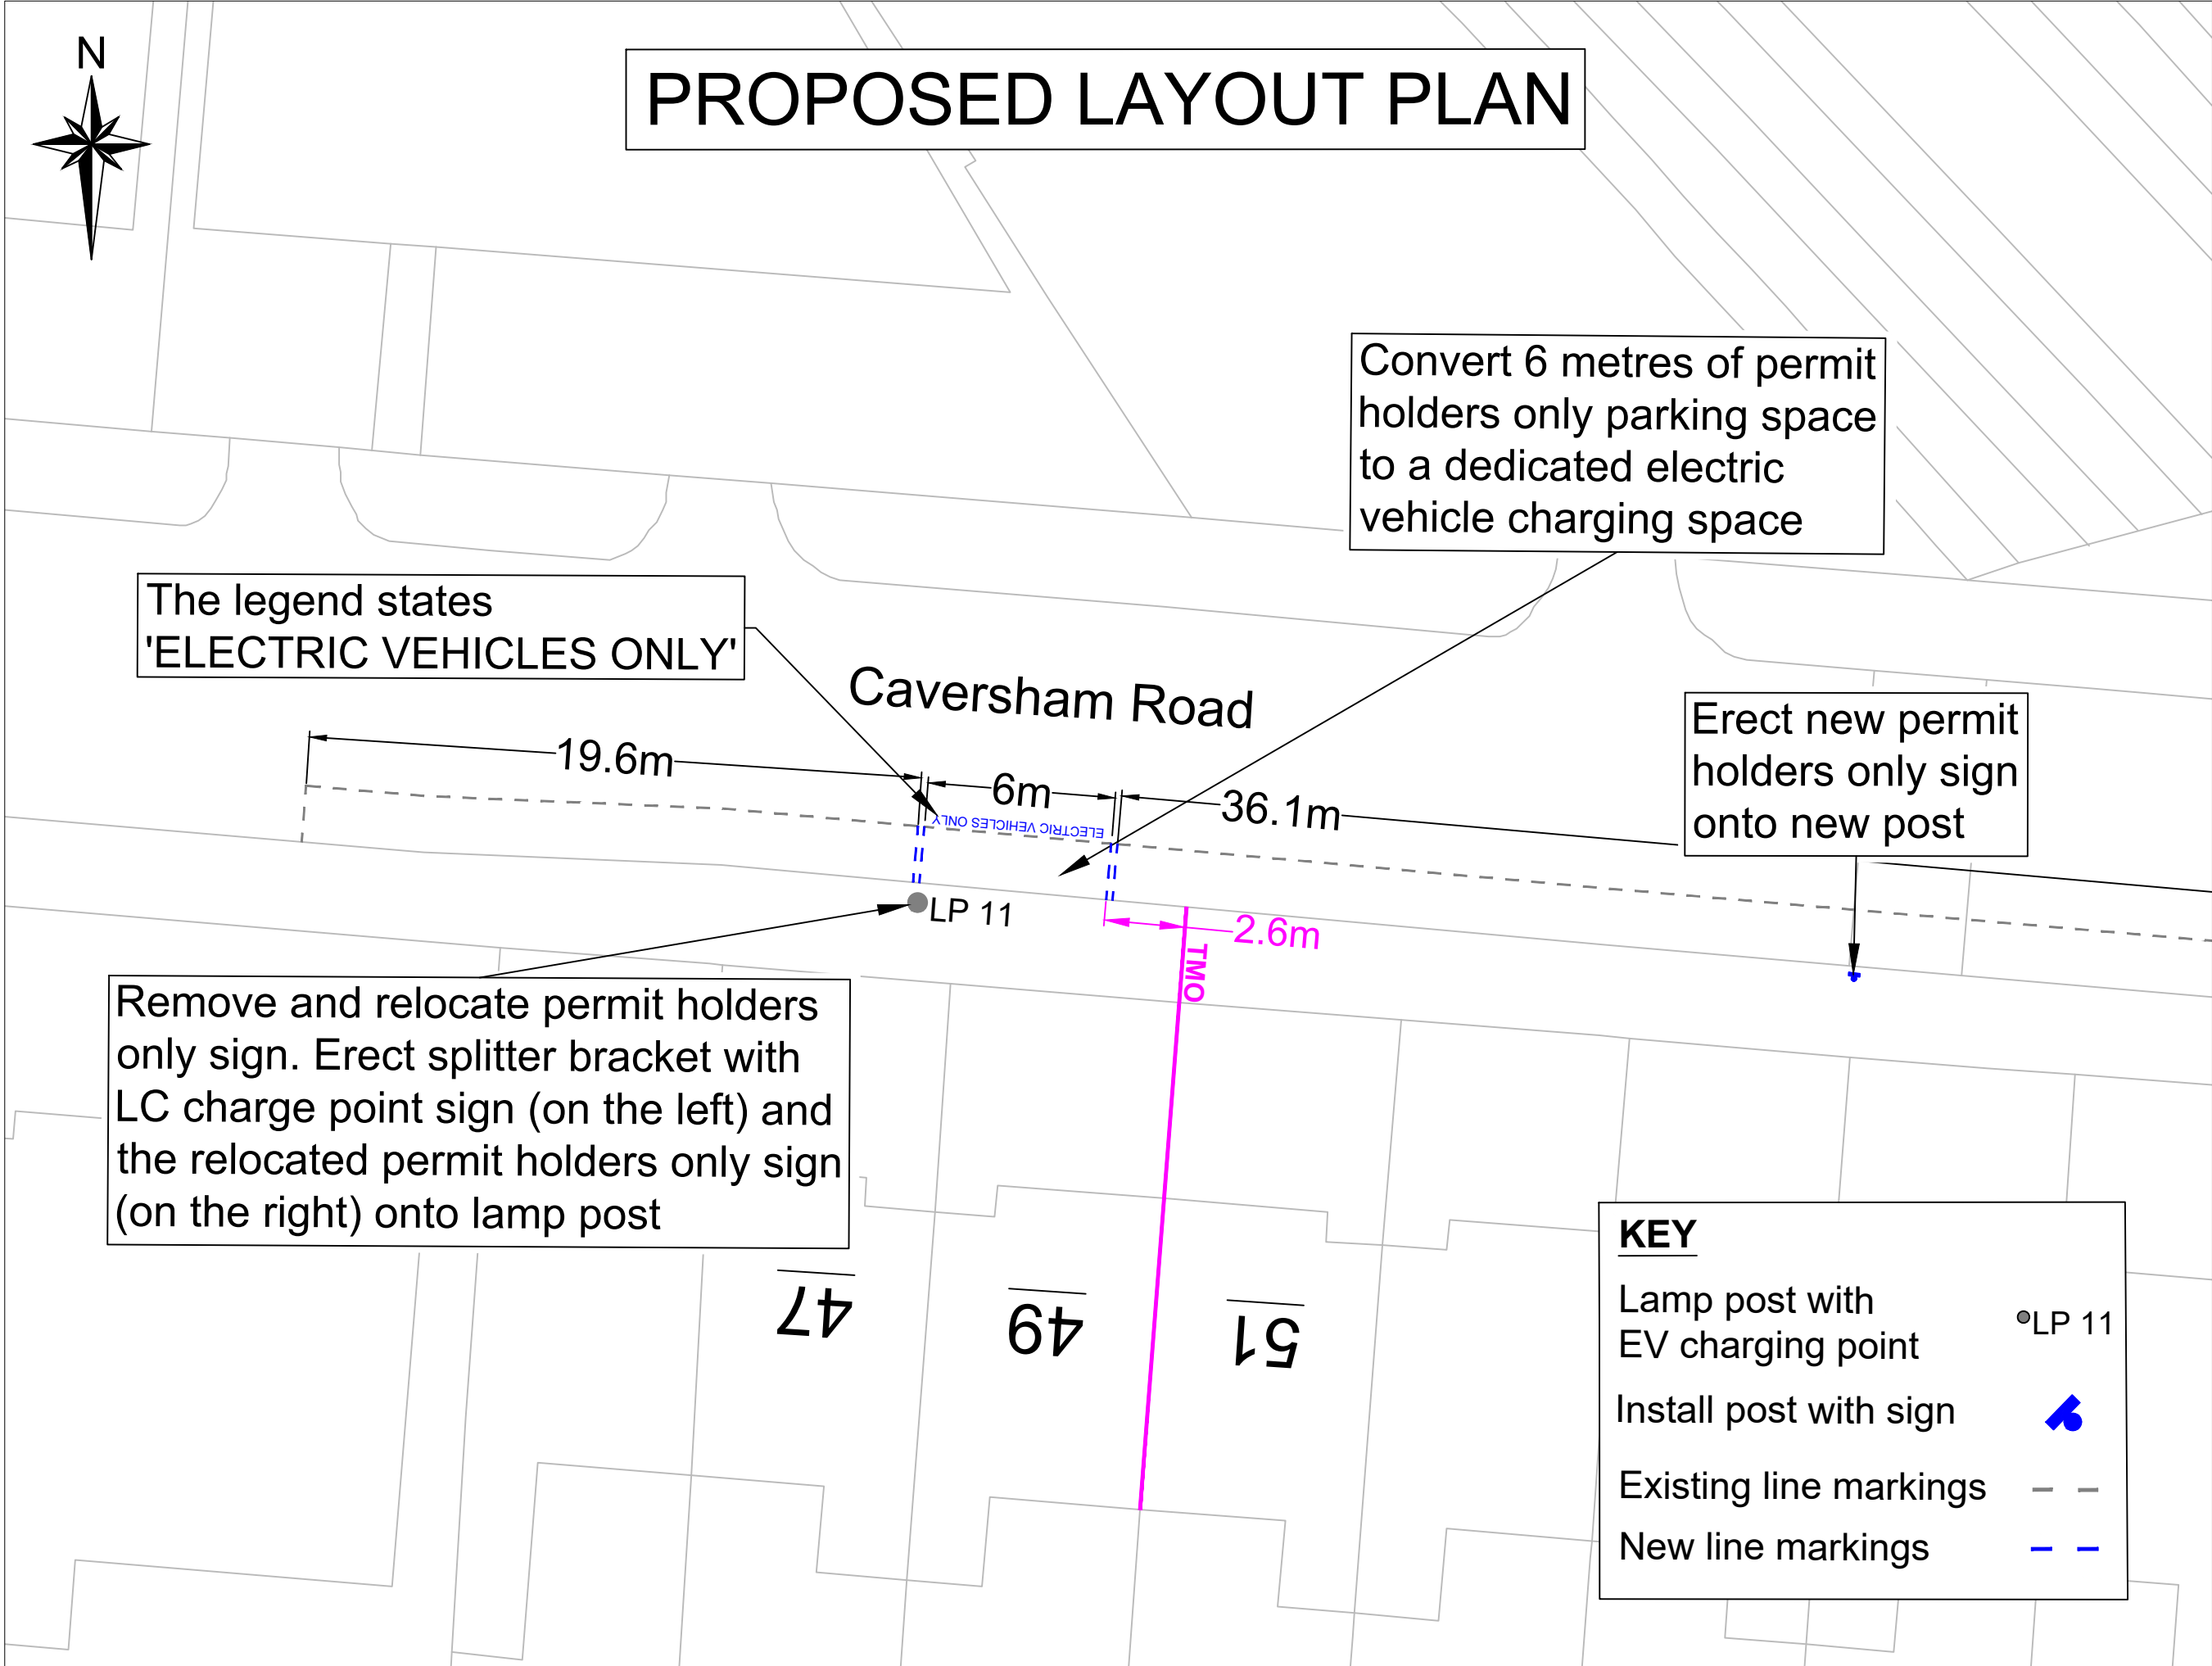 N
PROPOSED LAYOUT PLAN
Convert 6 metres of permit
holders only parking space
to a dedicated electric
vehicle charging space
The legend states
'ELECTRIC VEHICLES ONLY'
Caversham Road
Erect new permit
holders only sign
onto new post
19.6m
6m
36.1m
ELECTRIC VEHICLES ONLY
LP 11
2.6m
TMO
Remove and relocate permit holders
only sign. Erect splitter bracket with
LC charge point sign (on the left) and
the relocated permit holders only sign
(on the right) onto lamp post
47
49
51
KEY
Lamp post with
EV charging point
LP 11
Install post with sign
Existing line markings
New line markings